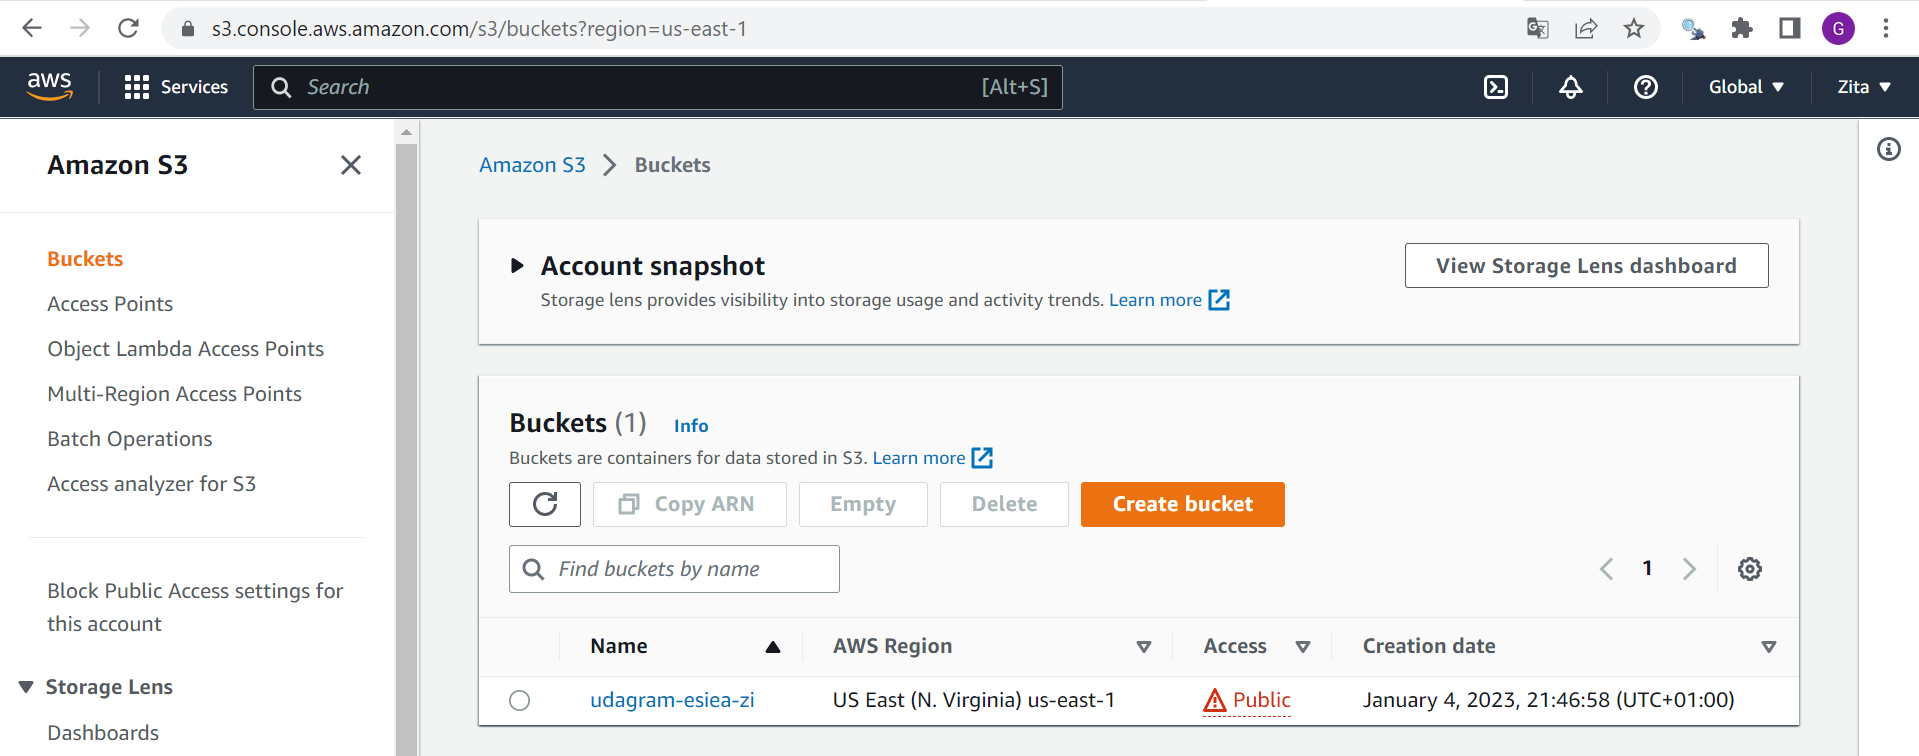 s3.console.aws.amazon.com/s3/buckets?region=us-east-1
G
aws
Services
Search
[Alt+S]
Global
Zita
Amazon S3
Buckets
Access Points
Object Lambda Access Points
Multi-Region Access Points
Batch Operations
Access analyzer for S3
Block Public Access settings for
this account
Storage Lens
Dashboards
Amazon S3 > Buckets
Account snapshot
Storage lens provides visibility into storage usage and activity trends. Learn more
View Storage Lens dashboard
Buckets (1) Info
Buckets are containers for data stored in S3. Learn more
Copy ARN Empty Delete Create bucket
Find buckets by name
1
Name AWS Region Access Creation date
udagram-esiea-zi US East (N. Virginia) us-east-1 Public January 4, 2023, 21:46:58 (UTC+01:00)